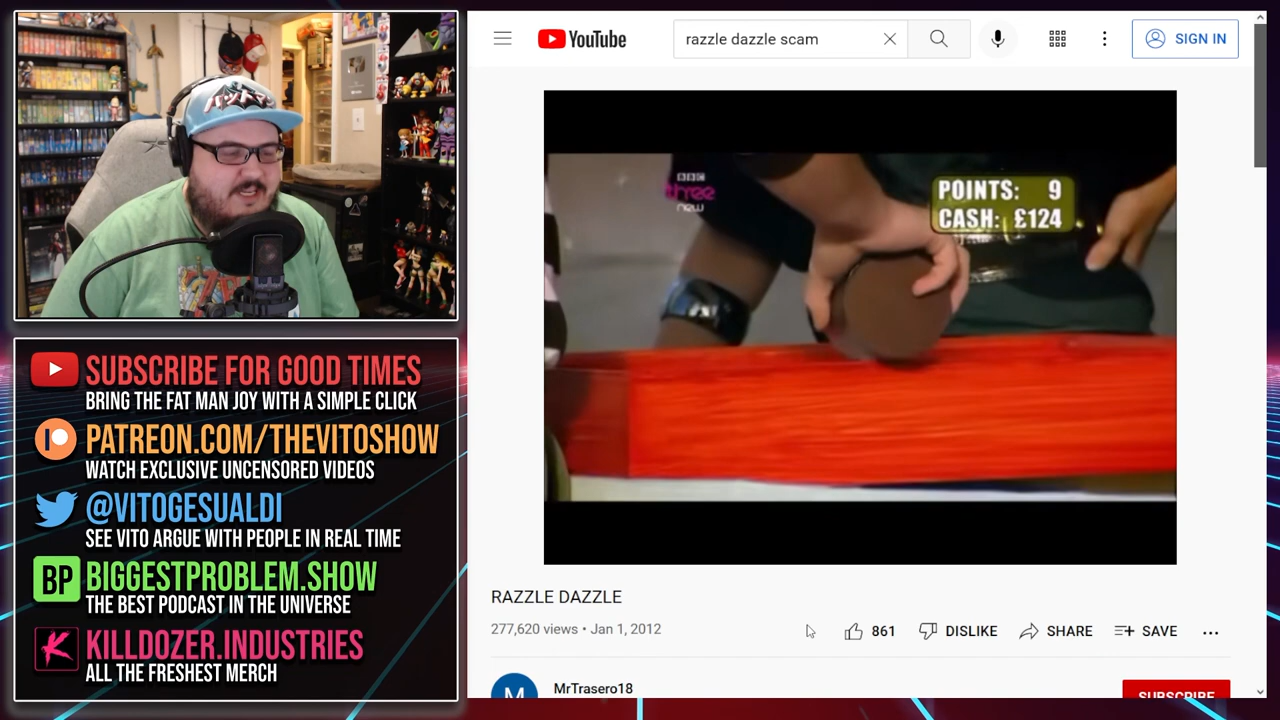 SUBSCRIBE FOR GOOD TIMES
BRING THE FAT MAN JOY WITH A SIMPLE CLICK
PATREON.COM/THEVITOSHOW
WATCH EXCLUSIVE UNCENSORED VIDEOS
@VITOGESUALDI
SEE VITO ARGUE WITH PEOPLE IN REAL TIME
BP
BIGGESTPROBLEM.SHOW
THE BEST PODCAST IN THE UNIVERSE
KILLDOZER.INDUSTRIES
ALL THE FRESHEST MERCH
YouTube
razzle dazzle scam
SIGN IN
BBC
three
new
POINTS: 9
CASH: £124
RAZZLE DAZZLE
277,620 views • Jan 1, 2012
861
DISLIKE
SHARE
SAVE
M
MrTrasero18
SUBSCRIBE